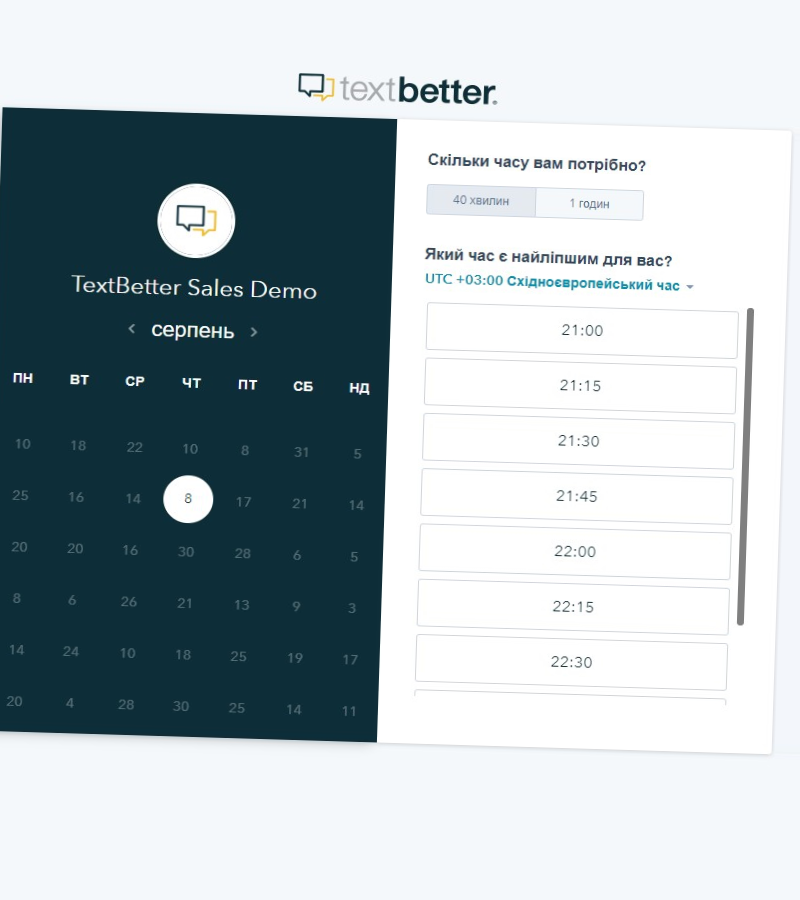 textbetter.
TextBetter Sales Demo
серпень
ПН ВТ СР ЧТ ПТ СБ НД
10 18 22 10 8 31 5
25 16 14 8 17 21 14
20 20 16 30 28 6 5
8 6 26 21 13 9 3
14 24 10 18 25 19 17
20 4 28 30 25 14 11
Скільки часу вам потрібно?
40 хвилин 1 годин
Який час є найліпшим для вас?
UTC +03:00 Східноєвропейський час
21:00
21:15
21:30
21:45
22:00
22:15
22:30